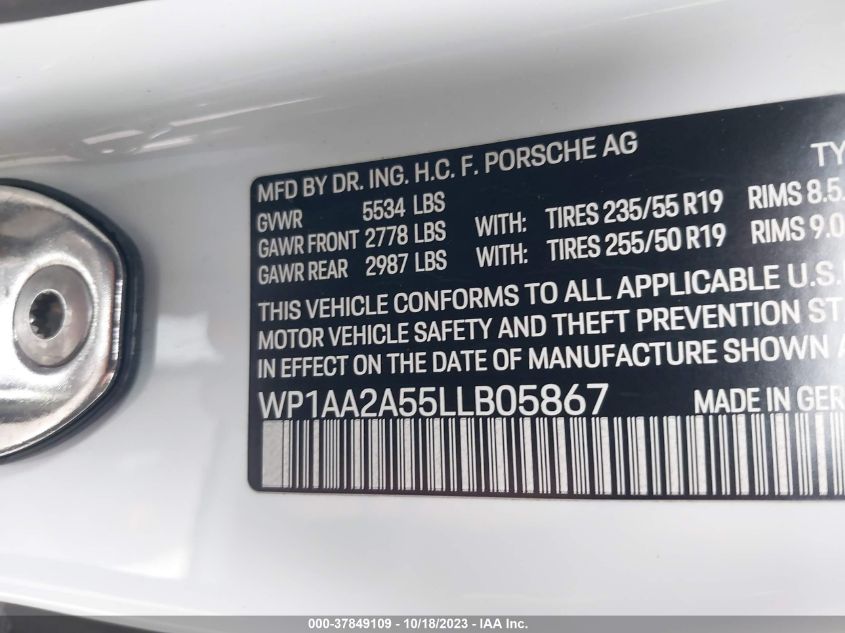 MFD BY DR. ING. H.C. F. PORSCHE AG TY
GVWR 5534 LBS WITH: TIRES 235/55 R19 RIMS 8.5.
GAWR FRONT 2778 LBS WITH: TIRES 255/50 R19 RIMS 9.0
GAWR REAR 2987 LBS
THIS VEHICLE CONFORMS TO ALL APPLICABLE U.S.
MOTOR VEHICLE SAFETY AND THEFT PREVENTION ST
IN EFFECT ON THE DATE OF MANUFACTURE SHOWN A
WP1AA2A55LLB05867 MADE IN GER
000-37849109 - 10/18/2023 - IAA Inc.